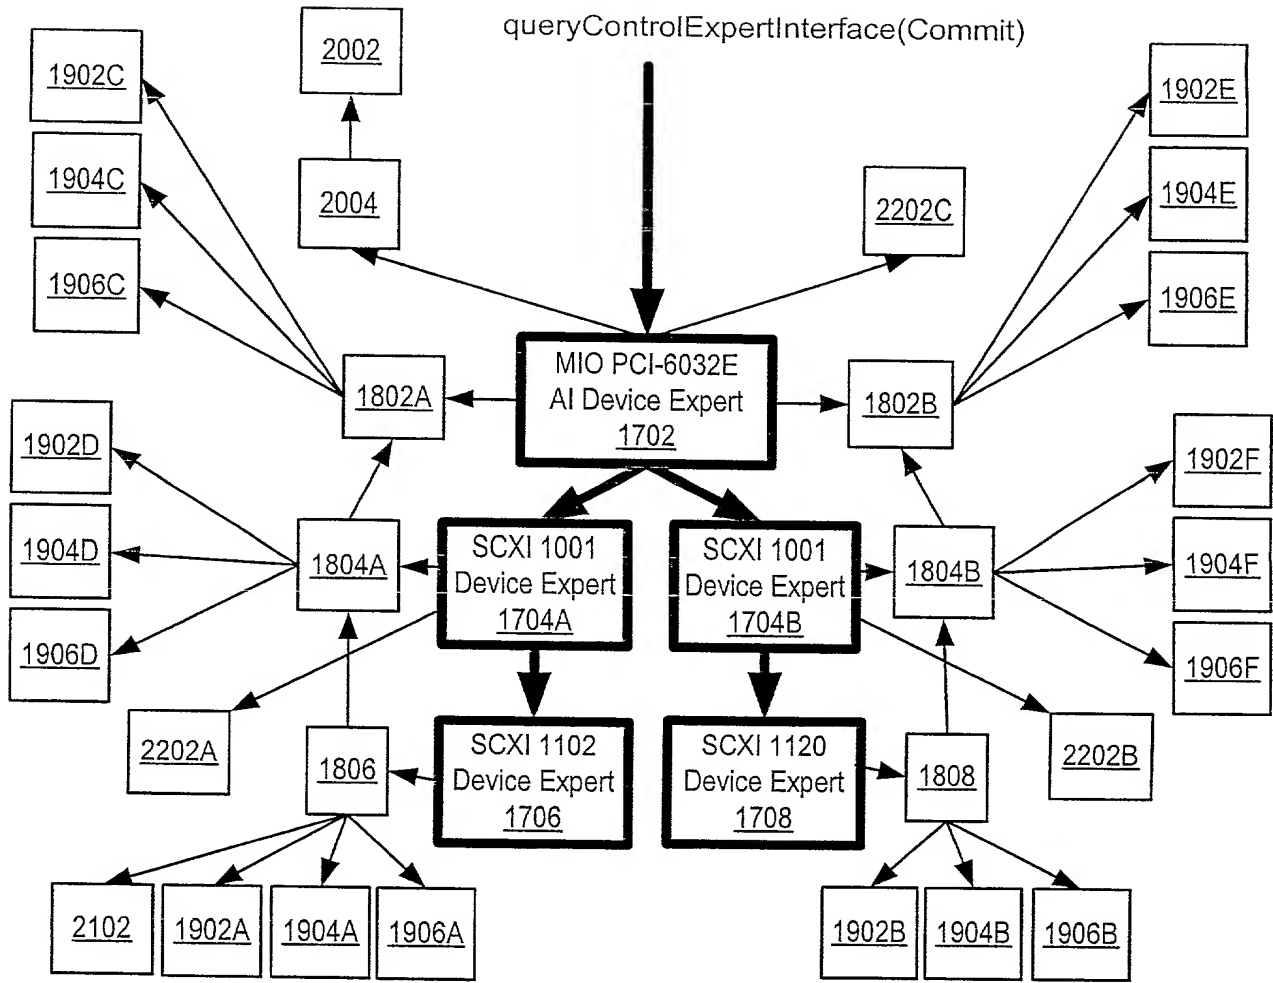 queryControlExpertInterface(Commit)
2002
1902C
1902E
1904C
2004
2202C
1904E
1906C
1906E
MIO PCI-6032E
AI Device Expert
1702
1802A
1802B
1902D
1902F
1904D
SCXI 1001
Device Expert
1704A
SCXI 1001
Device Expert
1704B
1804A
1804B
1904F
1906D
1906F
2202A
1806
SCXI 1102
Device Expert
1706
SCXI 1120
Device Expert
1708
1808
2202B
2102
1902A
1904A
1906A
1902B
1904B
1906B